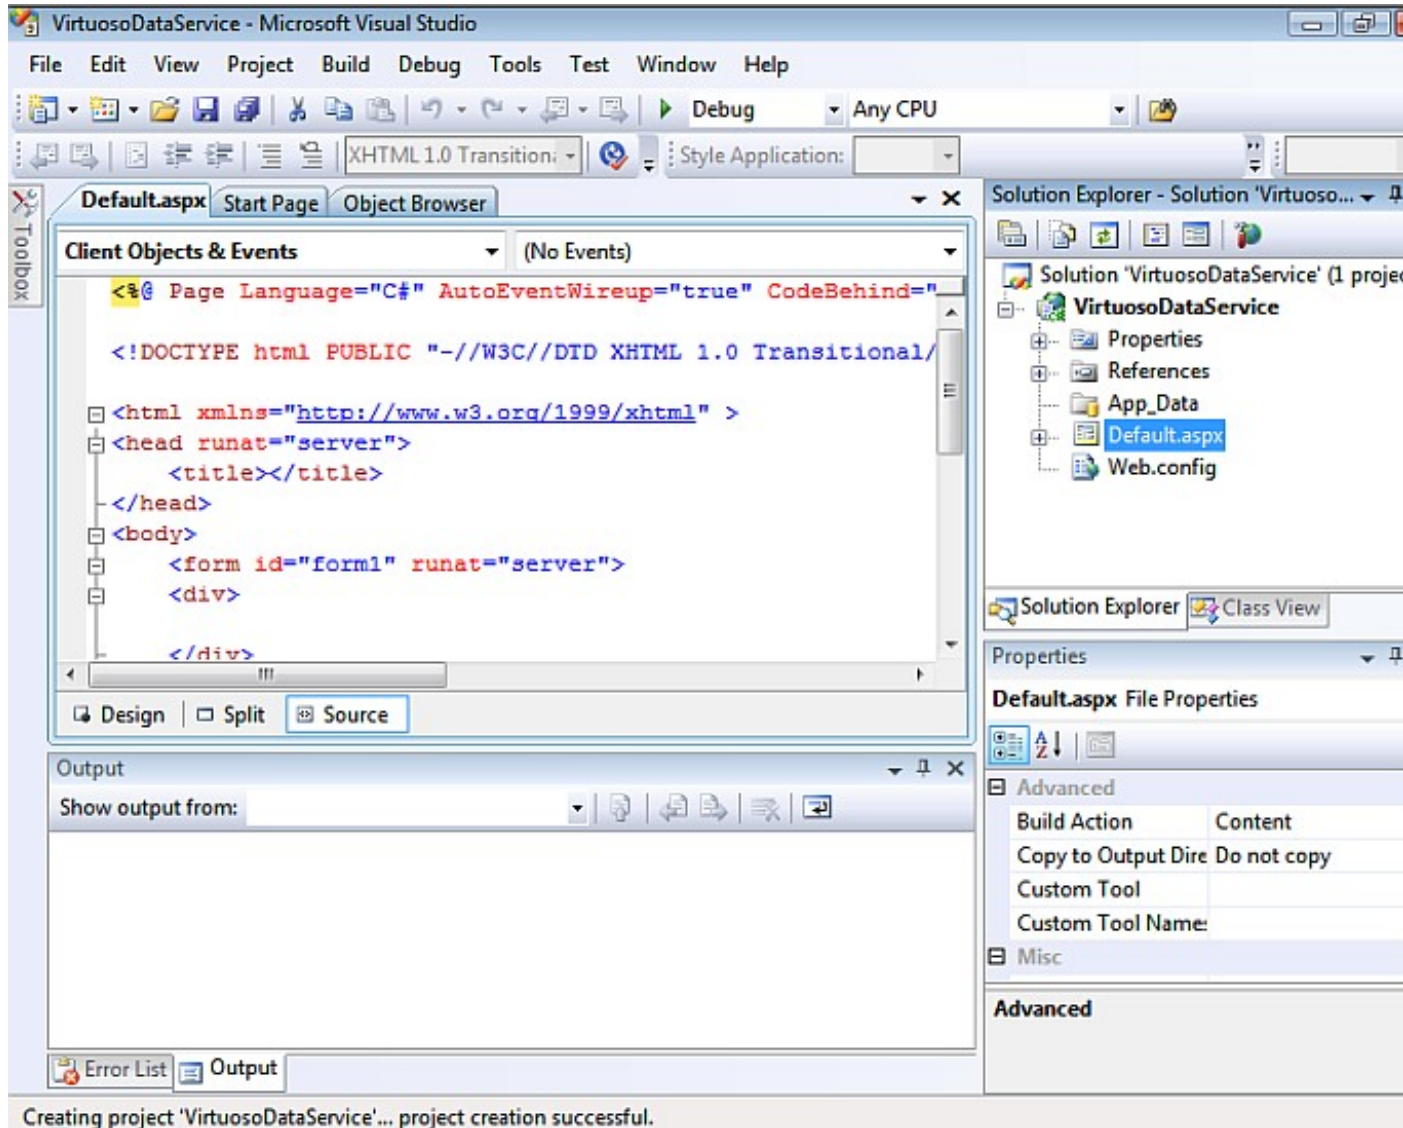 VirtuosoDataService - Microsoft Visual Studio
File Edit View Project Build Debug Tools Test Window Help
Debug Any CPU
XHTML 1.0 Transition Style Application:
Toolbox
Default.aspx Start Page Object Browser
Client Objects & Events (No Events)
<%@ Page Language="C#" AutoEventWireup="true" CodeBehind="
<!DOCTYPE html PUBLIC "-//W3C//DTD XHTML 1.0 Transitional/
<html xmlns="http://www.w3.org/1999/xhtml" >
<head runat="server">
<title></title>
</head>
<body>
<form id="form1" runat="server">
<div>
</div>
Design Split Source
Output
Show output from:
Error List Output
Solution Explorer - Solution 'Virtuoso...
Solution 'VirtuosoDataService' (1 projec
VirtuosoDataService
Properties
References
App_Data
Default.aspx
Web.config
Solution Explorer Class View
Properties
Default.aspx File Properties
Advanced
Build Action Content
Copy to Output Dire Do not copy
Custom Tool
Custom Tool Name
Misc
Advanced
Creating project 'VirtuosoDataService'... project creation successful.